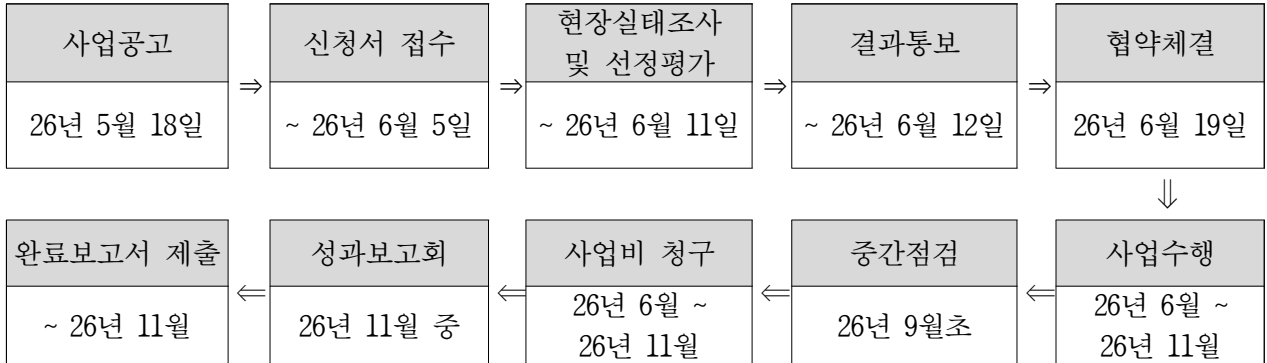 사업공고
26년 5월 18일
⇒
신청서 접수
~ 26년 6월 5일
⇒
현장실태조사
및 선정평가
~ 26년 6월 11일
⇒
결과통보
~ 26년 6월 12일
⇒
협약체결
26년 6월 19일
⇓
완료보고서 제출
~ 26년 11월
⇐
성과보고회
26년 11월 중
⇐
사업비 청구
26년 6월 ~
26년 11월
⇐
중간점검
26년 9월초
⇐
사업수행
26년 6월 ~
26년 11월